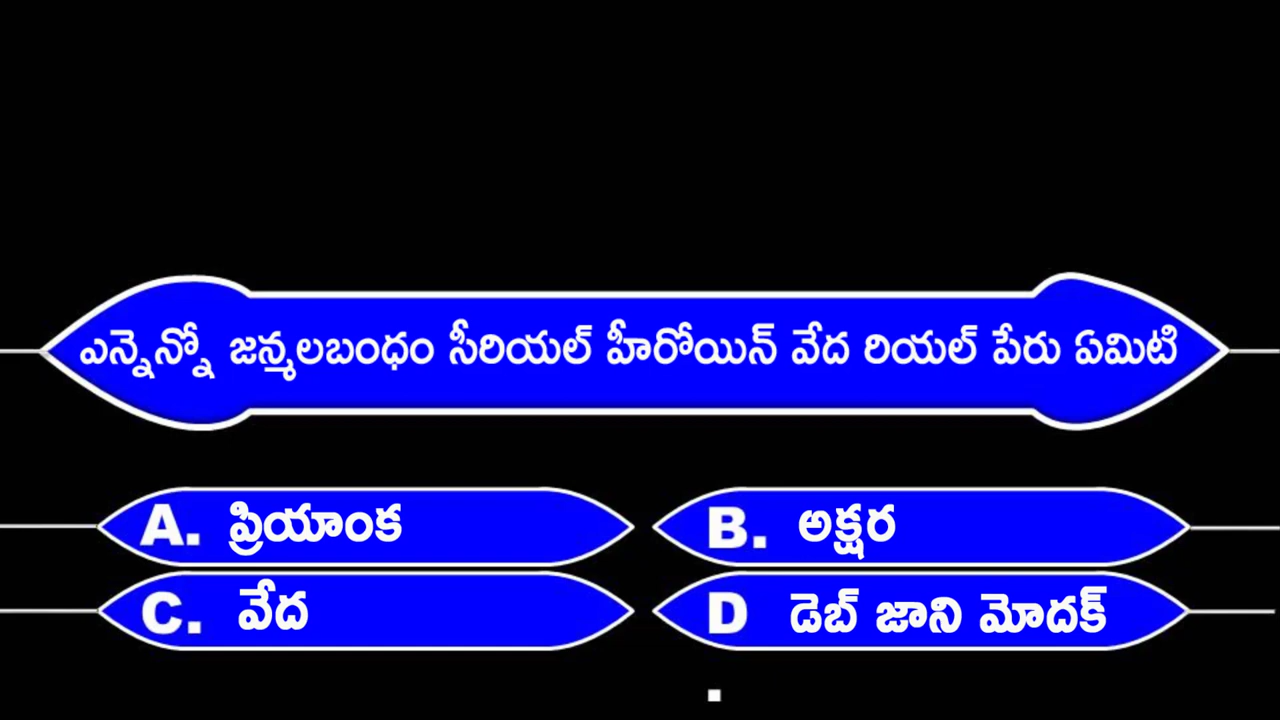 ఎన్నెన్నో జన్మలబంధం సీరియల్ హీరోయిన్ వేద రియల్ పేరు ఏమిటి
A. ప్రియాంక
B. అక్షర
C. వేద
D డెబ్ జాని మోదక్
.